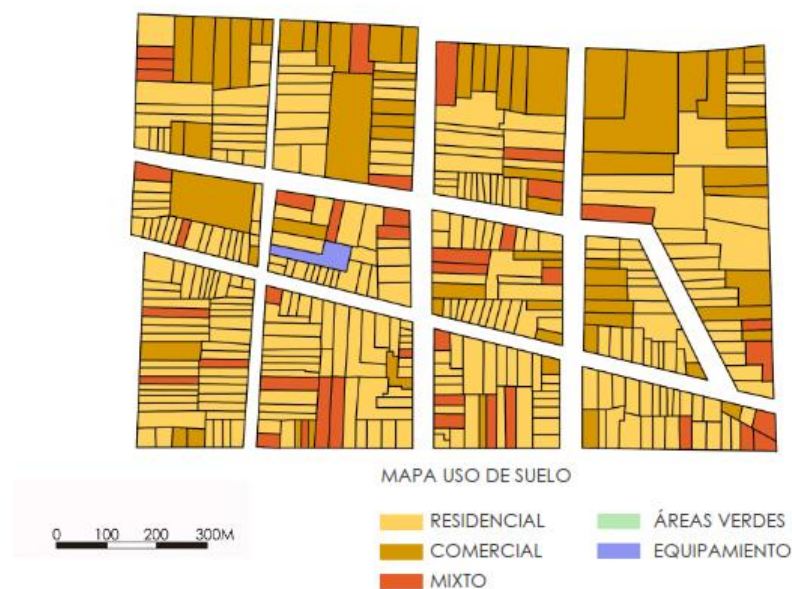 MAPA USO DE SUELO
RESIDENCIAL
ÁREAS VERDES
COMERCIAL
EQUIPAMIENTO
MIXTO
0 100 200 300M